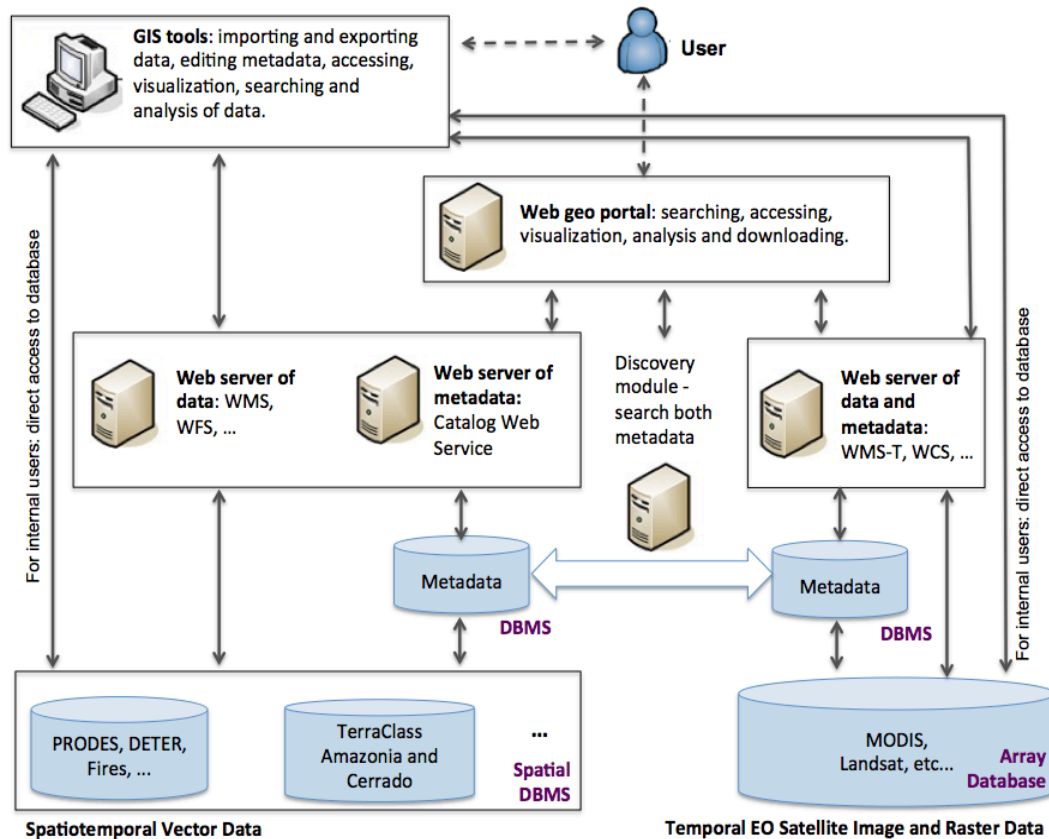 GIS tools: importing and exporting
data, editing metadata, accessing,
visualization, searching and
analysis of data.
User
Web geo portal: searching, accessing,
visualization, analysis and downloading.
For internal users: direct access to database
Web server of
data: WMS,
WFS, ...
Web server of
metadata:
Catalog Web
Service
Discovery
module -
search both
metadata
Web server of
data and
metadata:
WMS-T, WCS, ...
For internal users: direct access to database
Metadata
DBMS
Metadata
DBMS
PRODES, DETER,
Fires, ...
TerraClass
Amazonia and
Cerrado
...
Spatial
DBMS
MODIS,
Landsat, etc...
Array
Database
Spatiotemporal Vector Data
Temporal EO Satellite Image and Raster Data